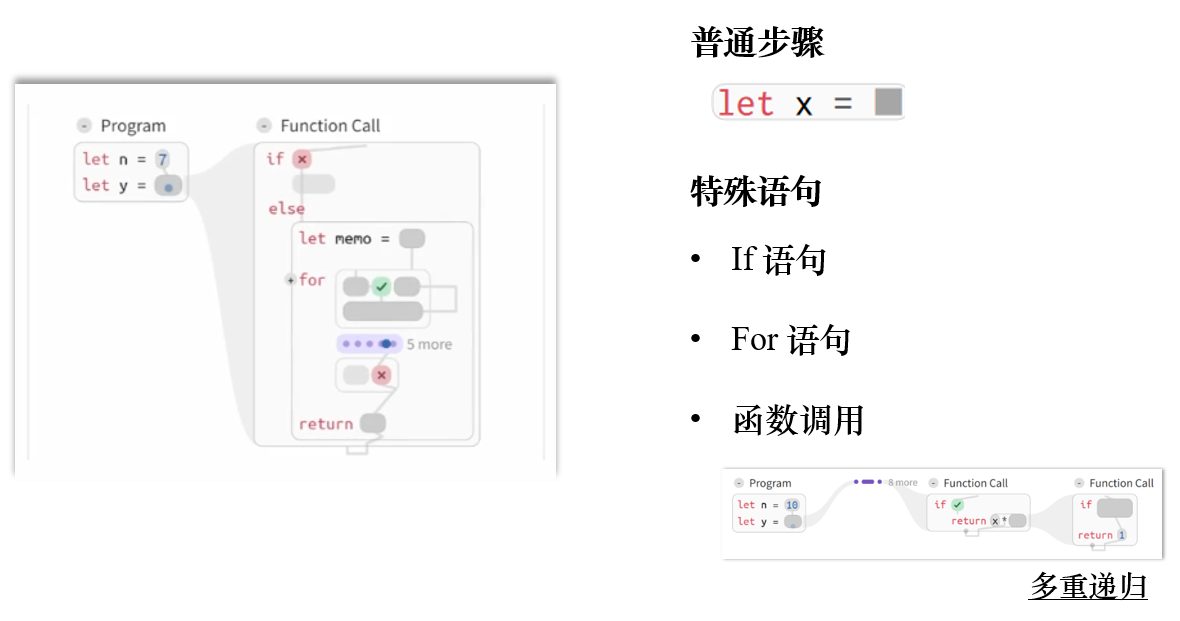 Program
let n = 7
let y =
Function Call
if ×
else
let memo =
+ for ✓
5 more
×
return
普通步骤
let x =
特殊语句
• If 语句
• For 语句
• 函数调用
Program
let n = 10
let y =
8 more
Function Call
if ✓
return x *
Function Call
if
return 1
多重递归